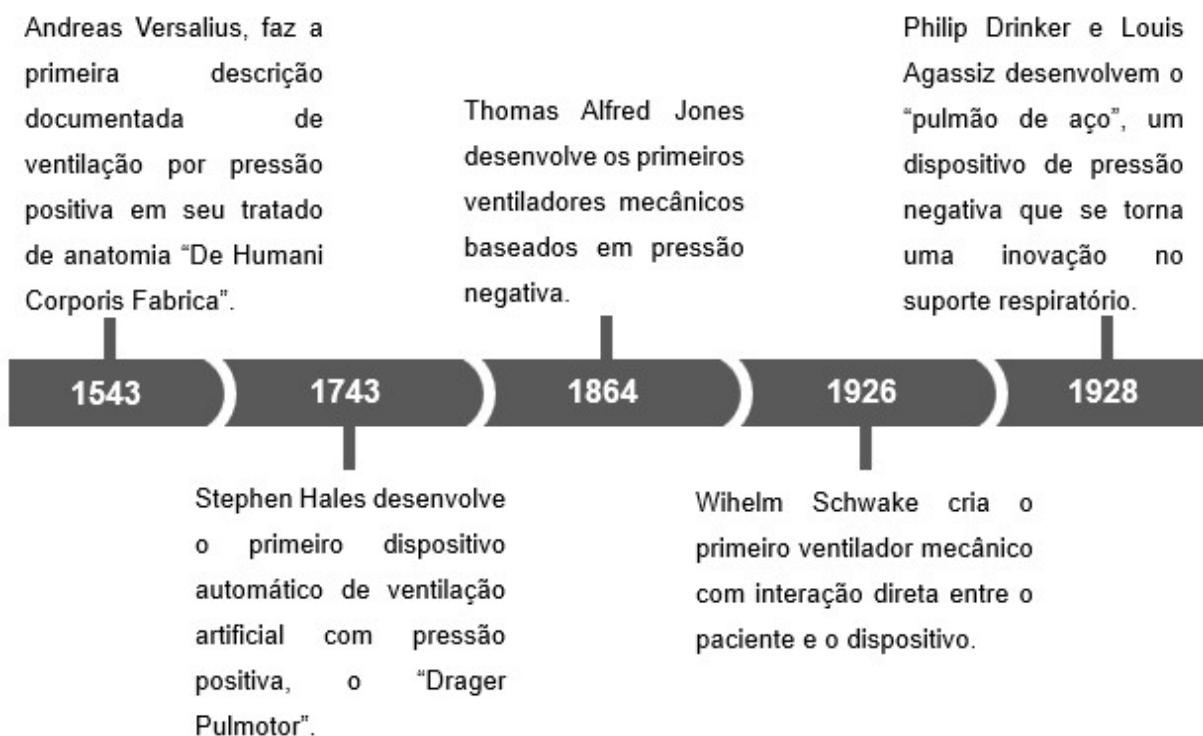 Andreas Versalius, faz a
primeira descrição
documentada de
ventilação por pressão
positiva em seu tratado
de anatomia “De Humani
Corporis Fabrica”.
Thomas Alfred Jones
desenvolve os primeiros
ventiladores mecânicos
baseados em pressão
negativa.
Philip Drinker e Louis
Agassiz desenvolvem o
“pulmão de aço”, um
dispositivo de pressão
negativa que se torna
uma inovação no
suporte respiratório.
1543 1743 1864 1926 1928
Stephen Hales desenvolve
o primeiro dispositivo
automático de ventilação
artificial com pressão
positiva, o “Drager
Pulmotor”.
Wihelm Schwake cria o
primeiro ventilador mecânico
com interação direta entre o
paciente e o dispositivo.